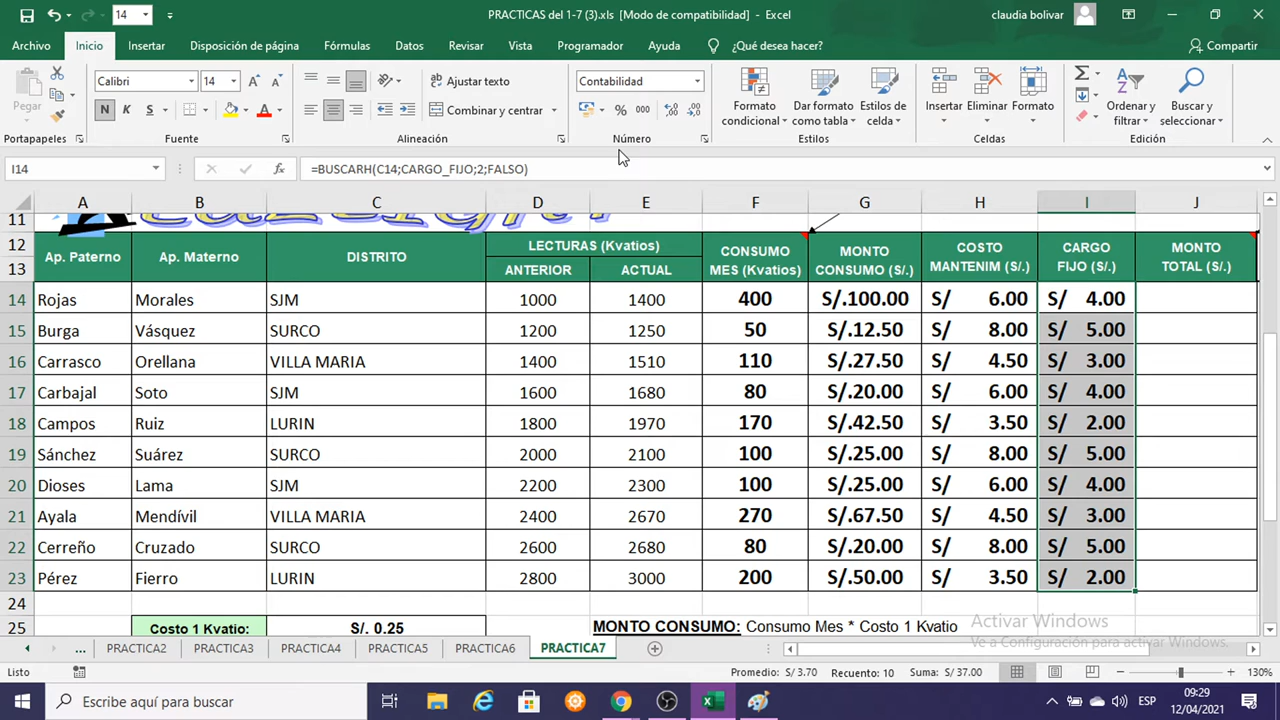 14 PRACTICAS del 1-7 (3).xls [Modo de compatibilidad] - Excel claudia bolivar
Archivo Inicio Insertar Disposición de página Fórmulas Datos Revisar Vista Programador Ayuda ¿Qué desea hacer? Compartir
Pegar Calibri 14 Ajustar texto Contabilidad
N K S Combinar y centrar % 000
Formato condicional Dar formato como tabla Estilos de celda Insertar Eliminar Formato Ordenar y filtrar Buscar y seleccionar
Portapapeles Fuente Alineación Número Estilos Celdas Edición
I14 fx =BUSCARH(C14;CARGO_FIJO;2;FALSO)
A B C D E F G H I J
11
12 Ap. Paterno Ap. Materno DISTRITO LECTURAS (Kvatios) CONSUMO MES (Kvatios) MONTO CONSUMO (S/.) COSTO MANTENIM (S/.) CARGO FIJO (S/.) MONTO TOTAL (S/.)
13 ANTERIOR ACTUAL
14 Rojas Morales SJM 1000 1400 400 S/.100.00 S/ 6.00 S/ 4.00
15 Burga Vásquez SURCO 1200 1250 50 S/.12.50 S/ 8.00 S/ 5.00
16 Carrasco Orellana VILLA MARIA 1400 1510 110 S/.27.50 S/ 4.50 S/ 3.00
17 Carbajal Soto SJM 1600 1680 80 S/.20.00 S/ 6.00 S/ 4.00
18 Campos Ruiz LURIN 1800 1970 170 S/.42.50 S/ 3.50 S/ 2.00
19 Sánchez Suárez SURCO 2000 2100 100 S/.25.00 S/ 8.00 S/ 5.00
20 Dioses Lama SJM 2200 2300 100 S/.25.00 S/ 6.00 S/ 4.00
21 Ayala Mendívil VILLA MARIA 2400 2670 270 S/.67.50 S/ 4.50 S/ 3.00
22 Cerreño Cruzado SURCO 2600 2680 80 S/.20.00 S/ 8.00 S/ 5.00
23 Pérez Fierro LURIN 2800 3000 200 S/.50.00 S/ 3.50 S/ 2.00
24
25 Costo 1 Kvatio: S/. 0.25 MONTO CONSUMO: Consumo Mes * Costo 1 Kvatio
Activar Windows
Ve a Configuración para activar Windows.
... PRACTICA2 PRACTICA3 PRACTICA4 PRACTICA5 PRACTICA6 PRACTICA7
Listo Promedio: S/ 3.70 Recuento: 10 Suma: S/ 37.00 130%
Escribe aquí para buscar ESP 09:29
12/04/2021